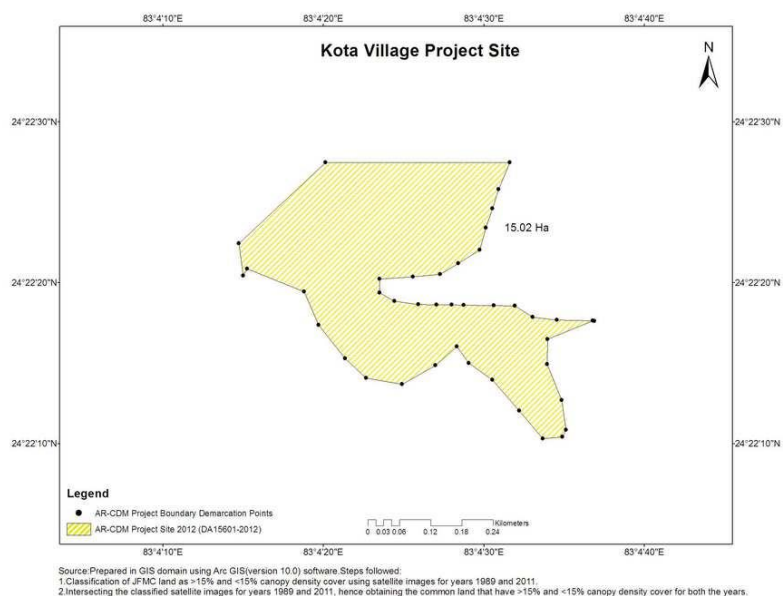 83°4'10"E 83°4'20"E 83°4'30"E 83°4'40"E
Kota Village Project Site
N
24°22'30"N 24°22'30"N
15.02 Ha
24°22'20"N 24°22'20"N
24°22'10"N 24°22'10"N
Legend
AR-CDM Project Boundary Demarcation Points
AR-CDM Project Site 2012 (DA15601-2012)
Kilometers
0 0.03 0.06 0.12 0.18 0.24
83°4'10"E 83°4'20"E 83°4'30"E 83°4'40"E
Source:Prepared in GIS domain using Arc GIS(version 10.0) software.Steps followed:
1.Classification of JFMC land as >15% and <15% canopy density cover using satellite images for years 1989 and 2011.
2.Intersecting the classified satellite images for years 1989 and 2011, hence obtaining the common land that have >15% and <15% canopy density cover for both the years.